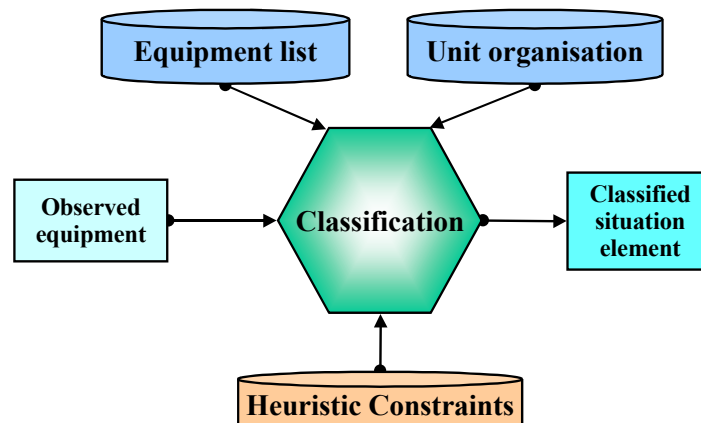 Equipment list
Unit organisation
Observed
equipment
Classification
Classified
situation
element
Heuristic Constraints